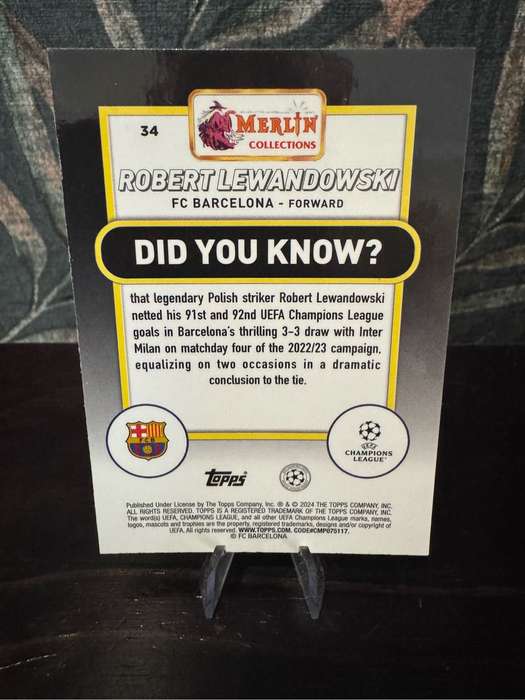 34
MERLIN
COLLECTIONS
ROBERT LEWANDOWSKI
FC BARCELONA - FORWARD
DID YOU KNOW?
that legendary Polish striker Robert Lewandowski
netted his 91st and 92nd UEFA Champions League
goals in Barcelona's thrilling 3-3 draw with Inter
Milan on matchday four of the 2022/23 campaign,
equalizing on two occasions in a dramatic
conclusion to the tie.
FCB
UEFA
CHAMPIONS
LEAGUE
topps
Published Under License by The Topps Company, Inc. ® & © 2024 THE TOPPS COMPANY, INC.
ALL RIGHTS RESERVED. TOPPS IS A REGISTERED TRADEMARK OF THE TOPPS COMPANY, INC.
The word(s) UEFA, CHAMPIONS LEAGUE, and all other UEFA Champions League marks, names,
logos, mascots and trophies are the property, registered trademarks, designs and/or copyright of
UEFA. All rights reserved. WWW.TOPPS.COM. CODE#CMP075117.
© FC BARCELONA